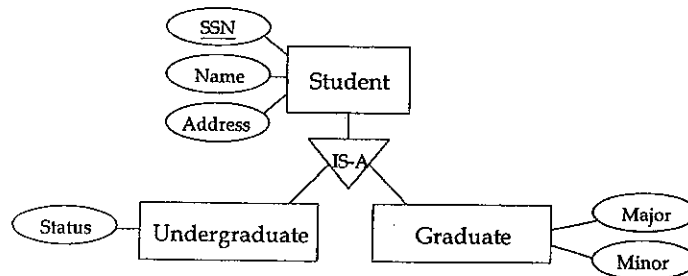 SSN
Name
Student
Address
IS-A
Status
Undergraduate
Graduate
Major
Minor